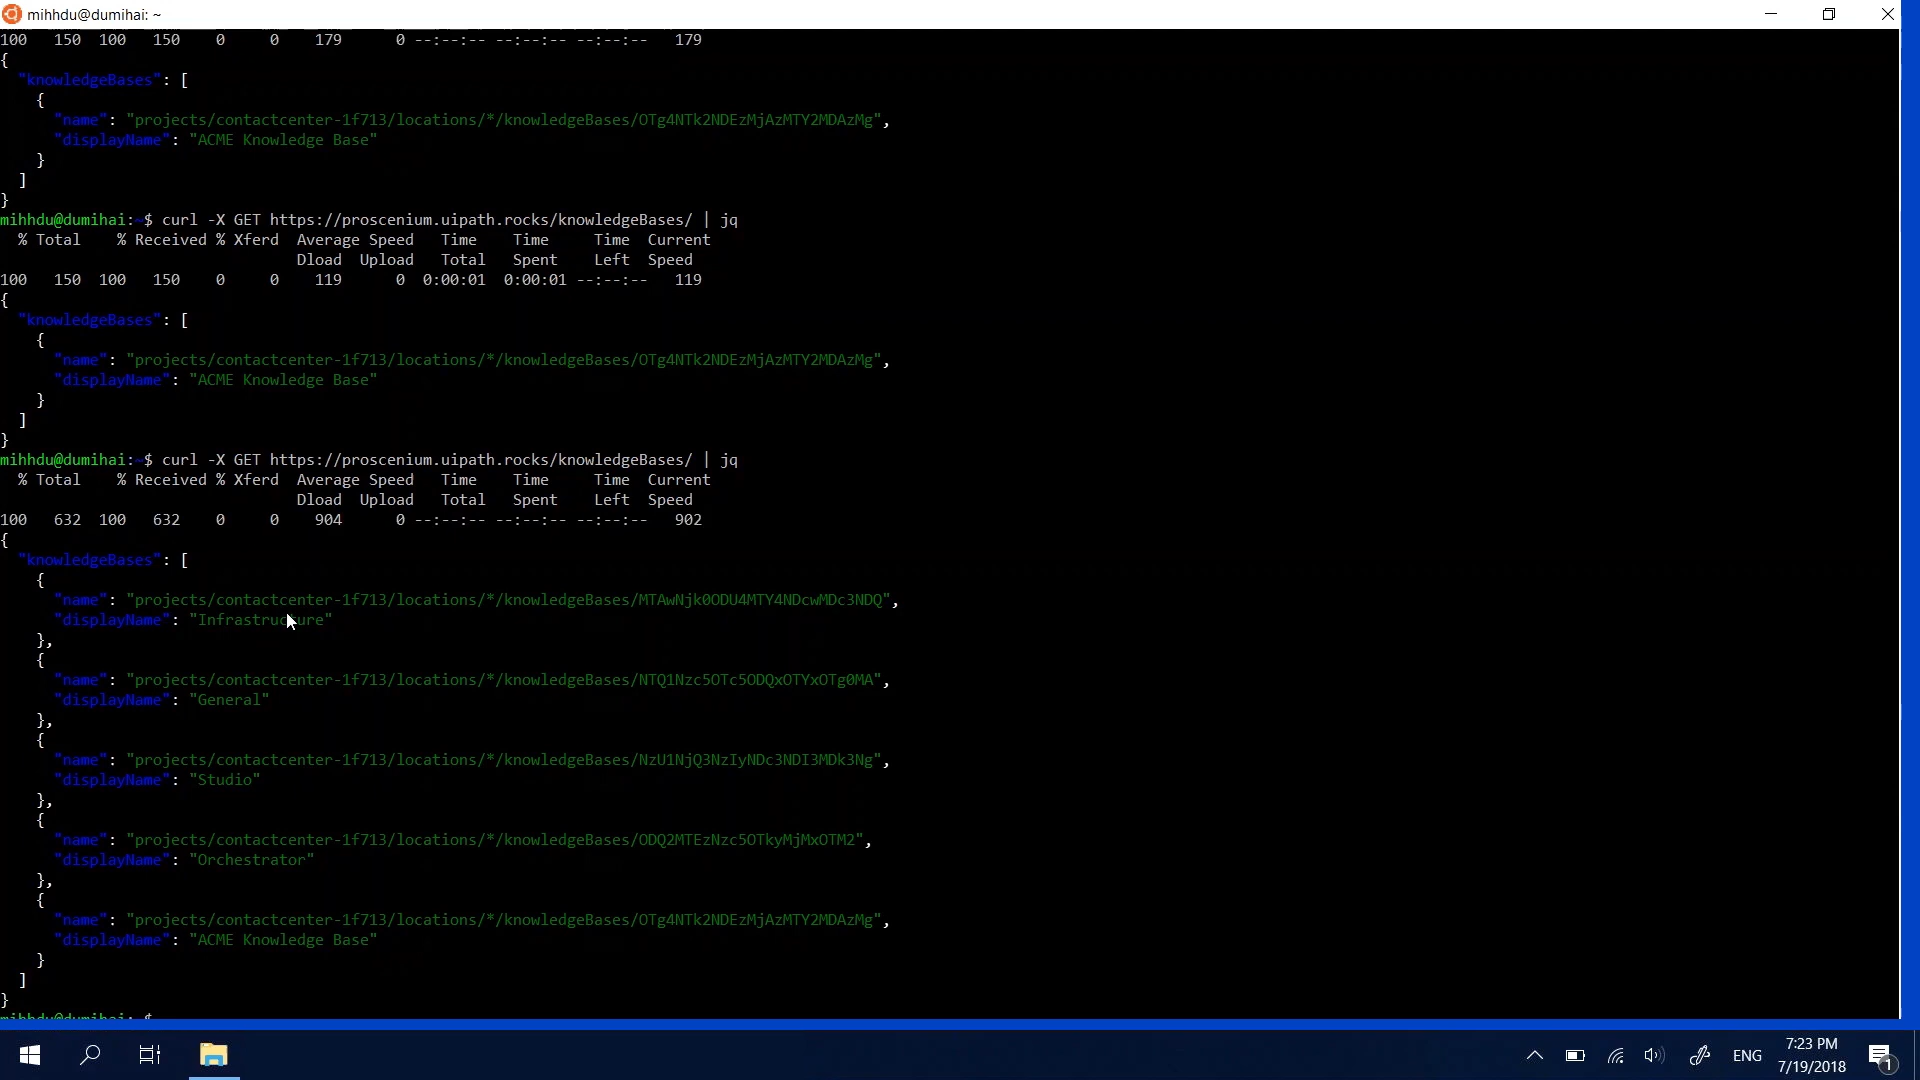 mihhdu@dumihai: ~
100   150  100   150    0     0    179      0 --:--:-- --:--:-- --:--:--   179
{
  "knowledgeBases": [
    {
      "name": "projects/contactcenter-1f713/locations/*/knowledgeBases/OTg4NTk2NDEzMjAzMTY2MDAzMg",
      "displayName": "ACME Knowledge Base"
    }
  ]
}
mihhdu@dumihai:~$ curl -X GET https://proscenium.uipath.rocks/knowledgeBases/ | jq
  % Total    % Received % Xferd  Average Speed   Time    Time     Time  Current
                                 Dload  Upload   Total   Spent    Left  Speed
100   150  100   150    0     0    119      0  0:00:01  0:00:01 --:--:--   119
{
  "knowledgeBases": [
    {
      "name": "projects/contactcenter-1f713/locations/*/knowledgeBases/OTg4NTk2NDEzMjAzMTY2MDAzMg",
      "displayName": "ACME Knowledge Base"
    }
  ]
}
mihhdu@dumihai:~$ curl -X GET https://proscenium.uipath.rocks/knowledgeBases/ | jq
  % Total    % Received % Xferd  Average Speed   Time    Time     Time  Current
                                 Dload  Upload   Total   Spent    Left  Speed
100   632  100   632    0     0    904      0 --:--:-- --:--:-- --:--:--   902
{
  "knowledgeBases": [
    {
      "name": "projects/contactcenter-1f713/locations/*/knowledgeBases/MTAwNjk0ODU4MTY4NDcwMDc3NDQ",
      "displayName": "Infrastructure"
    },
    {
      "name": "projects/contactcenter-1f713/locations/*/knowledgeBases/NTQ1Nzc5OTc5ODQxOTYxOTg0MA",
      "displayName": "General"
    },
    {
      "name": "projects/contactcenter-1f713/locations/*/knowledgeBases/NzU1NjQ3NzIyNDc3NDI3MDk3Ng",
      "displayName": "Studio"
    },
    {
      "name": "projects/contactcenter-1f713/locations/*/knowledgeBases/ODQ2MTEzNzc5OTkyMjMxOTM2",
      "displayName": "Orchestrator"
    },
    {
      "name": "projects/contactcenter-1f713/locations/*/knowledgeBases/OTg4NTk2NDEzMjAzMTY2MDAzMg",
      "displayName": "ACME Knowledge Base"
    }
  ]
}
mihhdu@dumihai:~$
ENG
7:23 PM
7/19/2018
1